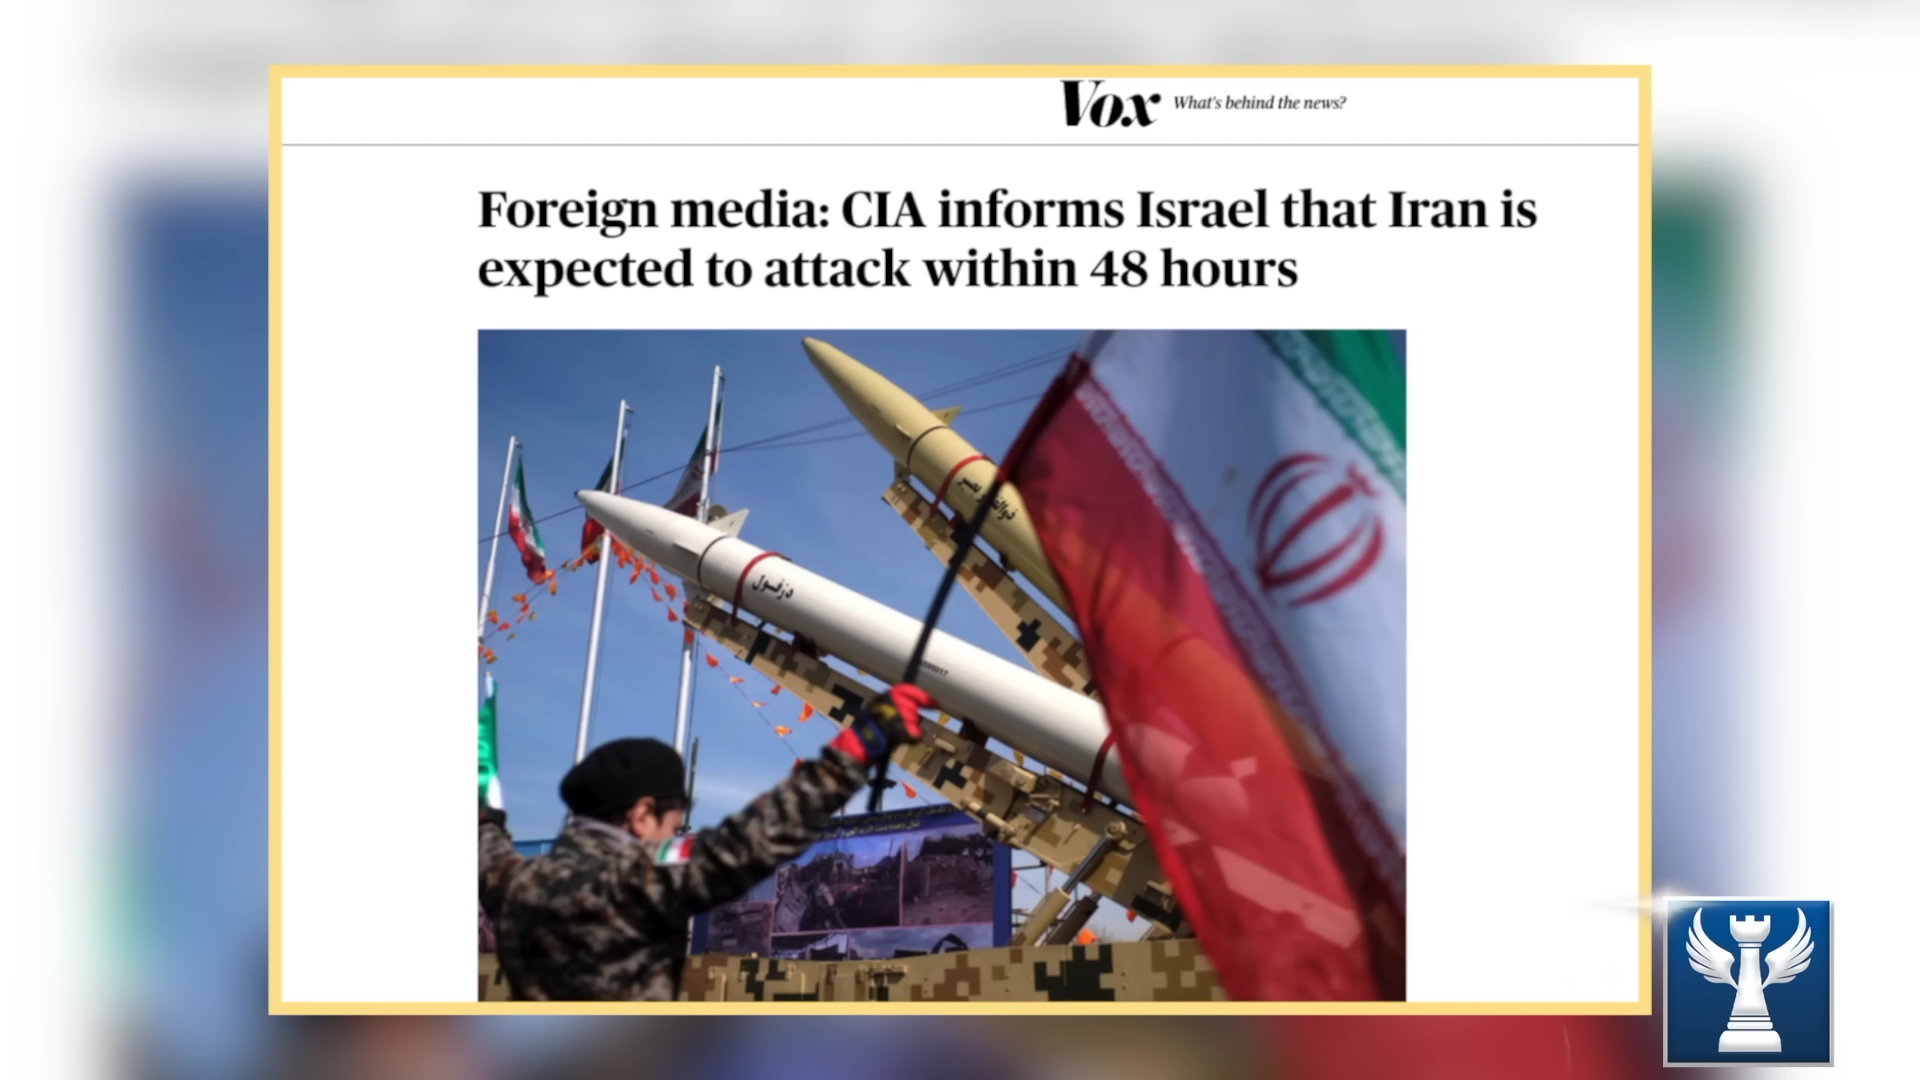 Vox What's behind the news?
Foreign media: CIA informs Israel that Iran is
expected to attack within 48 hours
دزفول